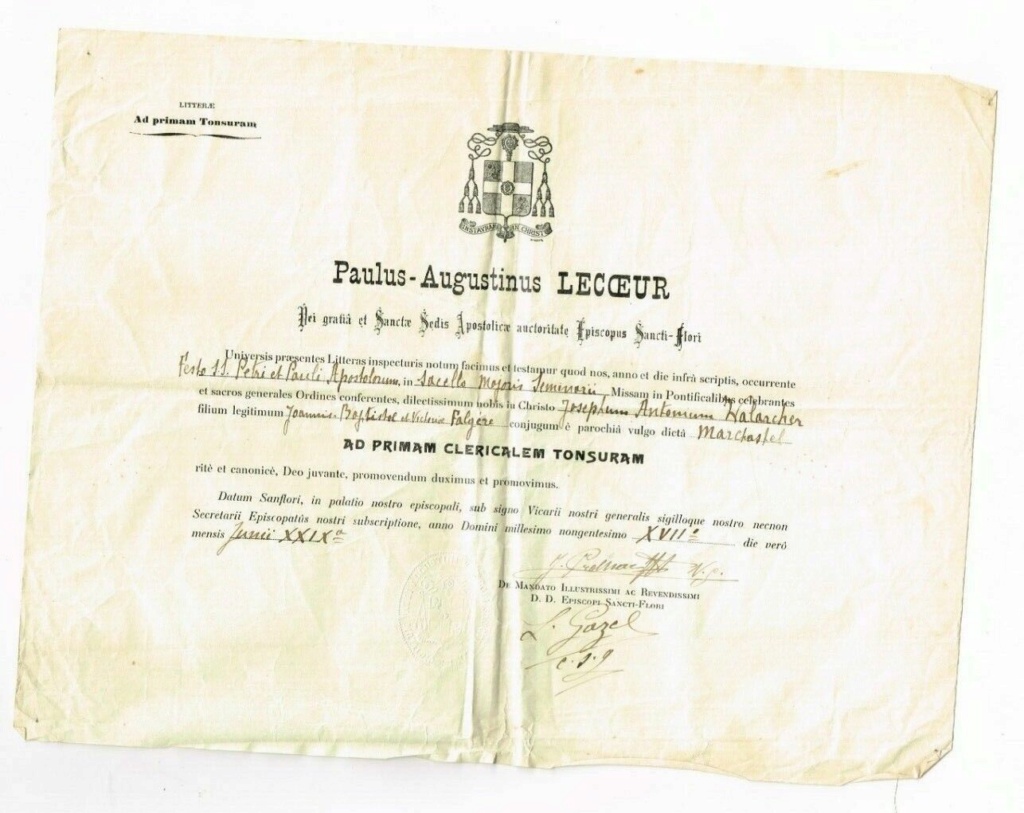 LITTERÆ
Ad primam Tonsuram
INSTAURARE IN CHRISTO
Paulus-Augustinus LECŒUR
Dei gratiâ et Sanctæ Sedis Apostolicæ auctoritate Episcopus Sancti-Flori
Universis præsentes Litteras inspecturis notum facimus et testamur quod nos, anno et die infrà scriptis, occurrente
Festo SS. Petri et Pauli Apostolorum, in Sacello Majoris Seminarii, Missam in Pontificalibus celebrantes
et sacros generales Ordines conferentes, dilectissimum nobis in Christo Josephum Antonium
filium legitimum Joannis Baptistæ et Victoriæ Falgère conjugum è parochiâ vulgo dictâ Marchastel
AD PRIMAM CLERICALEM TONSURAM
ritè et canonicè, Deo juvante, promovendum duximus et promovimus.
Datum Sanflori, in palatio nostro episcopali, sub signo Vicarii nostri generalis sigilloque nostro necnon
Secretarii Episcopatûs nostri subscriptione, anno Domini millesimo nongentesimo XVIIº die verò
mensis Junii XXIXª
DE MANDATO ILLUSTRISSIMI AC REVENDISSIMI
D. D. EPISCOPI SANCTI-FLORI
L. Gazel
c. s. g